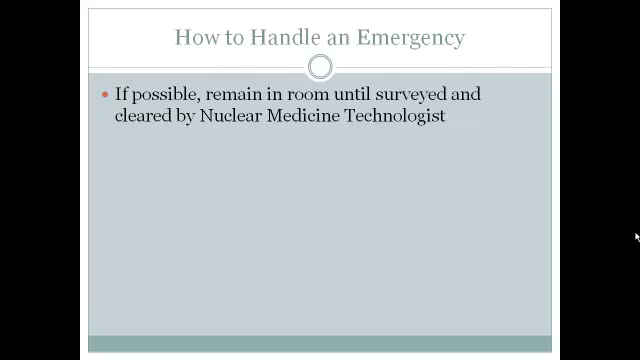 How to Handle an Emergency
If possible, remain in room until surveyed and
cleared by Nuclear Medicine Technologist